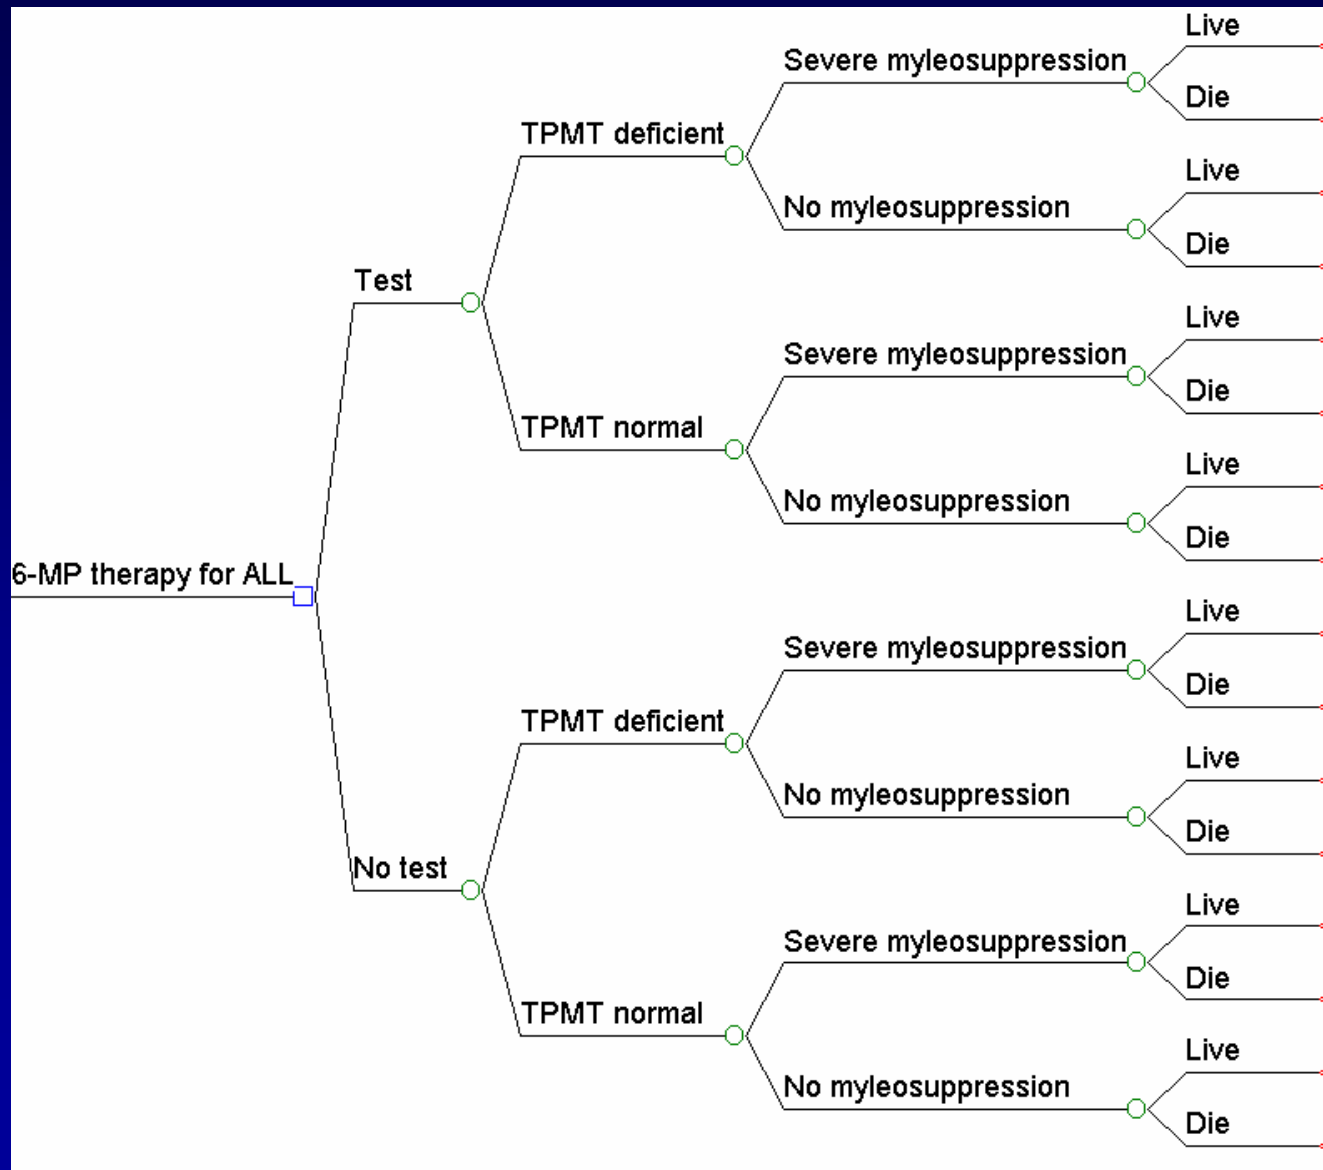 Live
Severe myleosuppression
Die
TPMT deficient
Live
No myleosuppression
Die
Test
Live
Severe myleosuppression
Die
TPMT normal
Live
No myleosuppression
Die
6-MP therapy for ALL
Live
Severe myleosuppression
Die
TPMT deficient
Live
No myleosuppression
Die
No test
Live
Severe myleosuppression
Die
TPMT normal
Live
No myleosuppression
Die